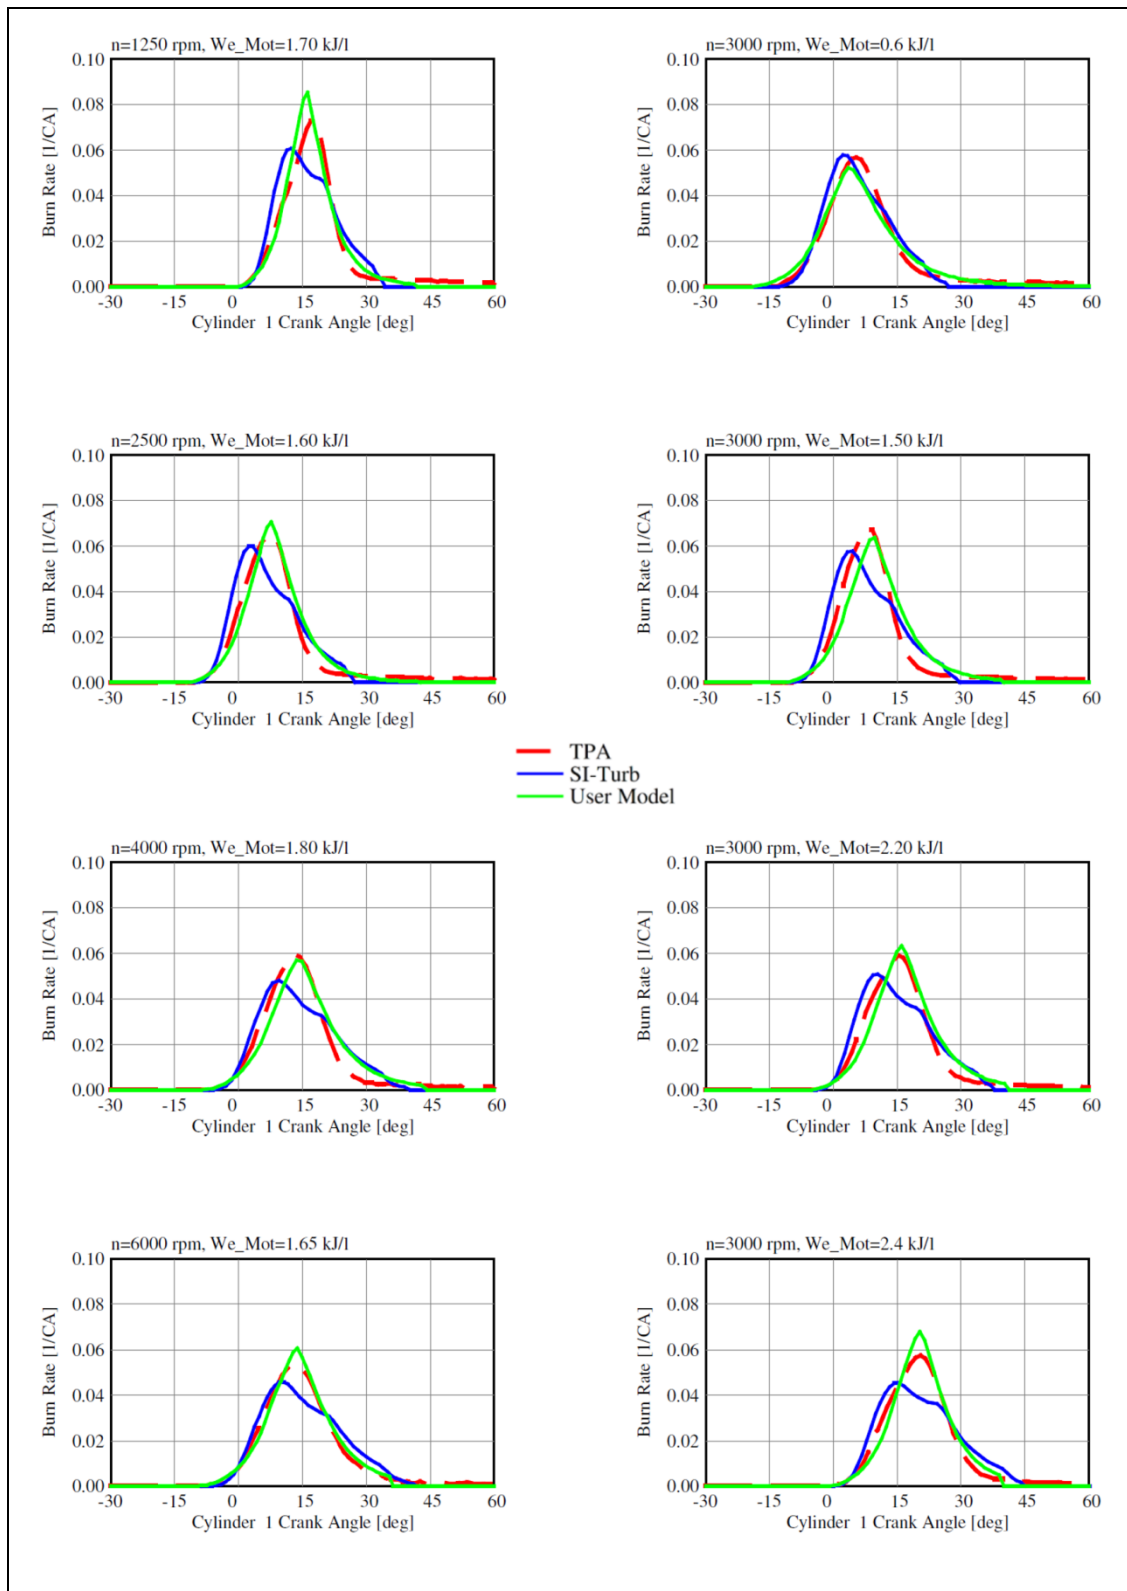 n=1250 rpm, We_Mot=1.70 kJ/l
0.10
0.08
0.06
0.04
0.02
0.00
Burn Rate [1/CA]
-30 -15 0 15 30 45 60
Cylinder 1 Crank Angle [deg]
n=3000 rpm, We_Mot=0.6 kJ/l
0.10
0.08
0.06
0.04
0.02
0.00
Burn Rate [1/CA]
-30 -15 0 15 30 45 60
Cylinder 1 Crank Angle [deg]
n=2500 rpm, We_Mot=1.60 kJ/l
0.10
0.08
0.06
0.04
0.02
0.00
Burn Rate [1/CA]
-30 -15 0 15 30 45 60
Cylinder 1 Crank Angle [deg]
n=3000 rpm, We_Mot=1.50 kJ/l
0.10
0.08
0.06
0.04
0.02
0.00
Burn Rate [1/CA]
-30 -15 0 15 30 45 60
Cylinder 1 Crank Angle [deg]
TPA
SI-Turb
User Model
n=4000 rpm, We_Mot=1.80 kJ/l
0.10
0.08
0.06
0.04
0.02
0.00
Burn Rate [1/CA]
-30 -15 0 15 30 45 60
Cylinder 1 Crank Angle [deg]
n=3000 rpm, We_Mot=2.20 kJ/l
0.10
0.08
0.06
0.04
0.02
0.00
Burn Rate [1/CA]
-30 -15 0 15 30 45 60
Cylinder 1 Crank Angle [deg]
n=6000 rpm, We_Mot=1.65 kJ/l
0.10
0.08
0.06
0.04
0.02
0.00
Burn Rate [1/CA]
-30 -15 0 15 30 45 60
Cylinder 1 Crank Angle [deg]
n=3000 rpm, We_Mot=2.4 kJ/l
0.10
0.08
0.06
0.04
0.02
0.00
Burn Rate [1/CA]
-30 -15 0 15 30 45 60
Cylinder 1 Crank Angle [deg]